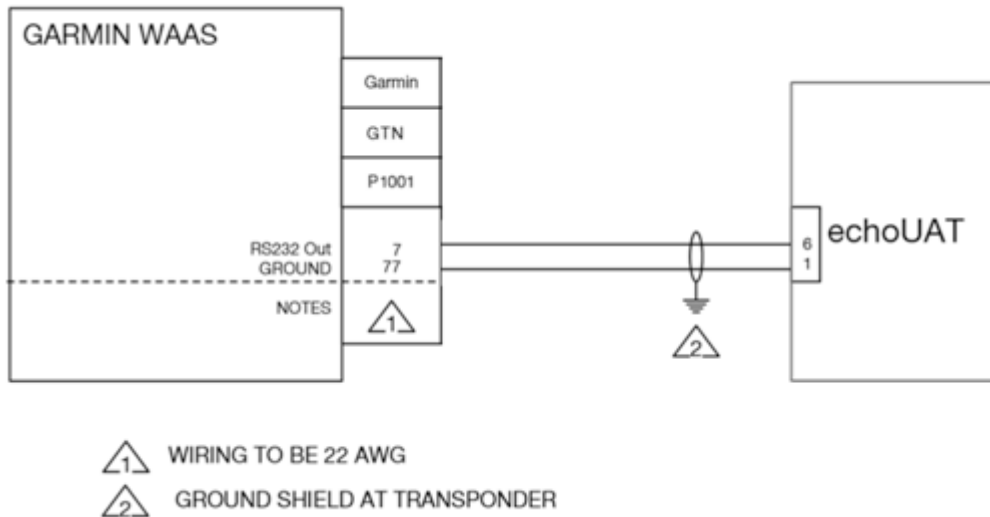 GARMIN WAAS
Garmin
GTN
P1001
RS232 Out 7
GROUND 77
NOTES
1
2
6
1
echoUAT
1 WIRING TO BE 22 AWG
2 GROUND SHIELD AT TRANSPONDER